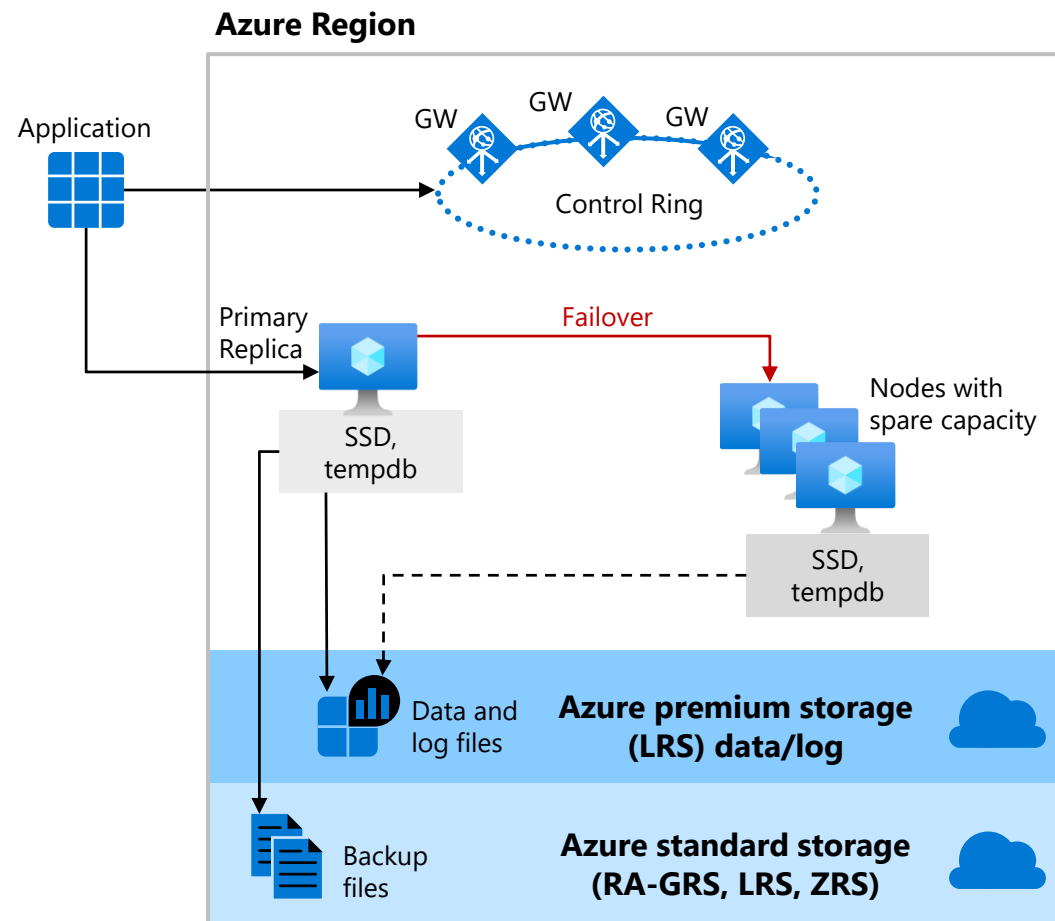 Azure Region
Application
GW
GW
GW
Control Ring
Primary
Replica
Failover
Nodes with
spare capacity
SSD,
tempdb
SSD,
tempdb
Data and
log files
Azure premium storage
(LRS) data/log
Backup
files
Azure standard storage
(RA-GRS, LRS, ZRS)